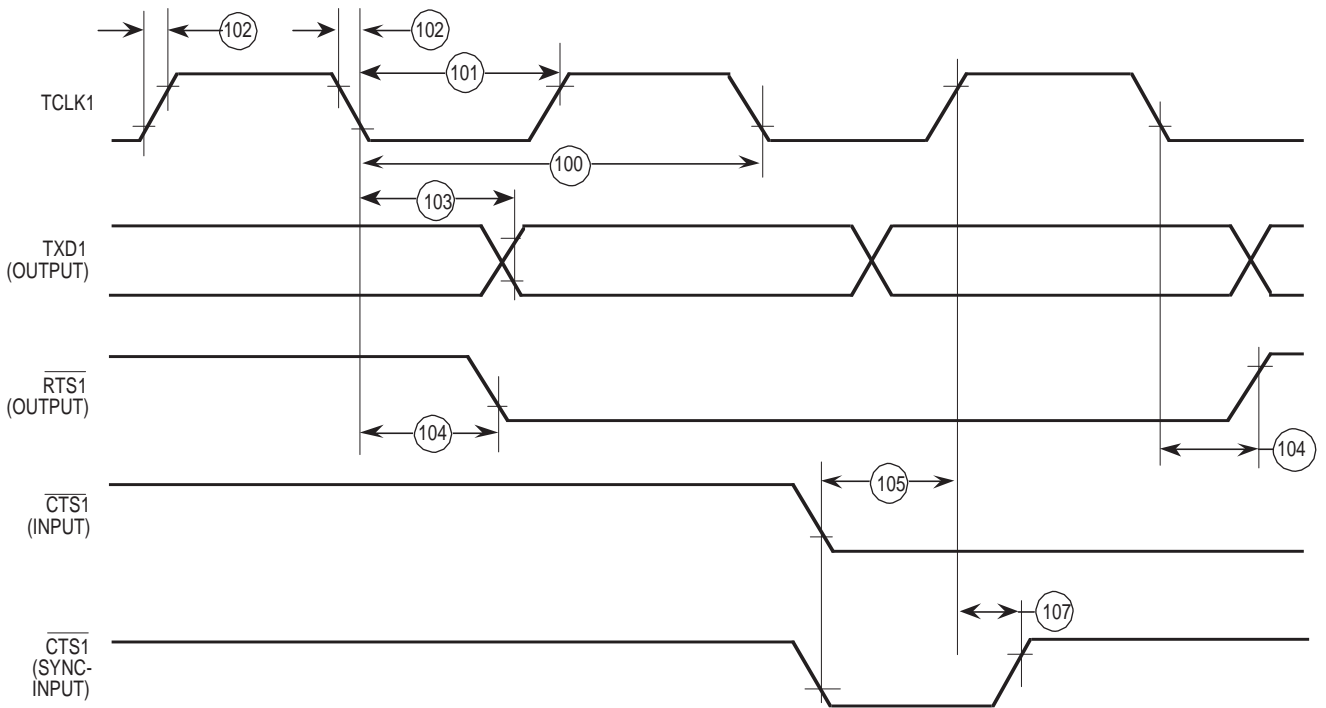 102
102
101
TCLK1
100
103
TXD1
(OUTPUT)
RTS1
(OUTPUT)
104
104
105
CTS1
(INPUT)
107
CTS1
(SYNC-
INPUT)